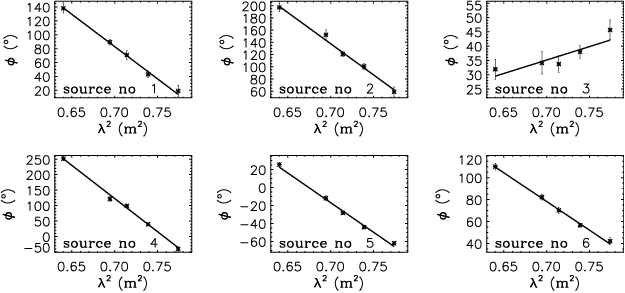 140
120
100
80
60
40
20
φ (°)
source no 1
0.65 0.70 0.75
λ² (m²)
200
180
160
140
120
100
80
60
φ (°)
source no 2
0.65 0.70 0.75
λ² (m²)
55
50
45
40
35
30
25
φ (°)
source no 3
0.65 0.70 0.75
λ² (m²)
250
200
150
100
50
0
−50
φ (°)
source no 4
0.65 0.70 0.75
λ² (m²)
20
0
−20
−40
−60
φ (°)
source no 5
0.65 0.70 0.75
λ² (m²)
120
100
80
60
40
φ (°)
source no 6
0.65 0.70 0.75
λ² (m²)